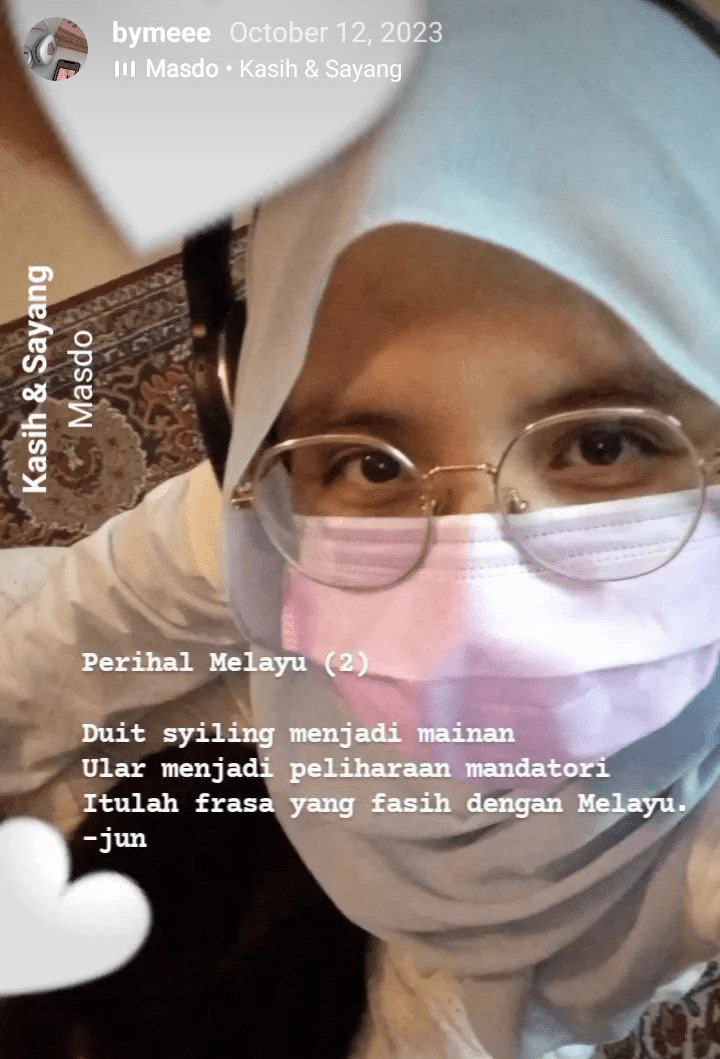 bymeee October 12, 2023
Masdo • Kasih & Sayang
Kasih & Sayang
Masdo
Perihal Melayu (2)
Duit syiling menjadi mainan
Ular menjadi peliharaan mandatori
Itulah frasa yang fasih dengan Melayu.
-jun